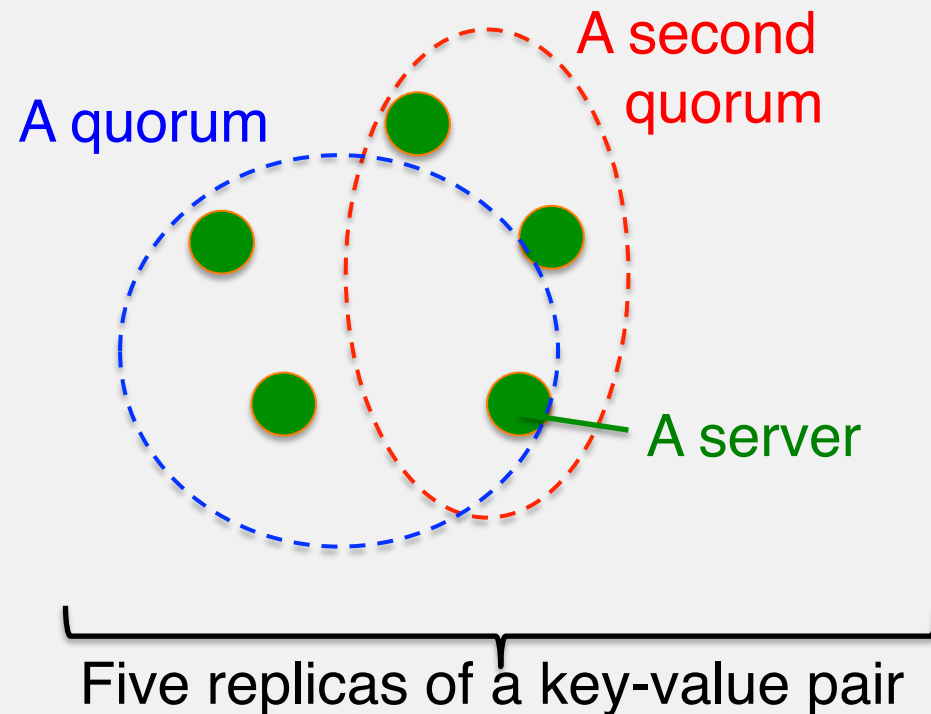 A second
quorum
A quorum
A server
Five replicas of a key-value pair